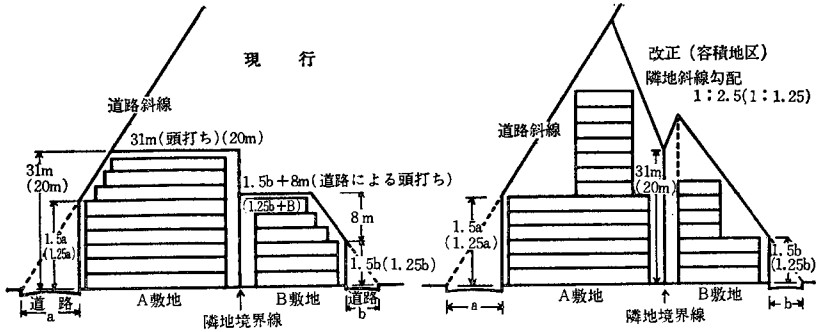 現行
道路斜線
31m(頭打ち)(20m)
31m
(20m)
1.5a
(1.25a)
1.5b+8m(道路による頭打ち)
(1.25b+B)
8m
1.5b(1.25b)
道路
a
A敷地
B敷地
道路
b
隣地境界線
改正(容積地区)
隣地斜線勾配
1:2.5(1:1.25)
道路斜線
31m
(20m)
1.5a
(1.25a)
1.5b
(1.25b)
a
A敷地
B敷地
b
隣地境界線